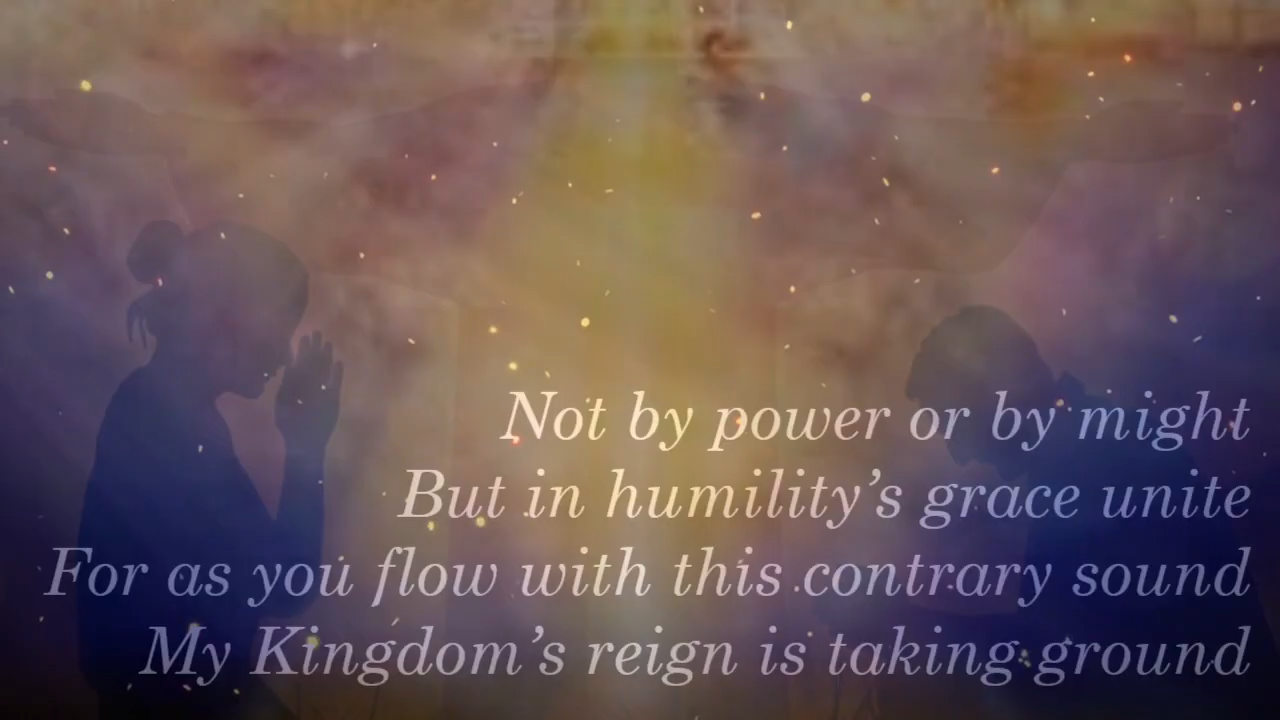 Not by power or by might
But in humility’s grace unite
For as you flow with this contrary sound
My Kingdom’s reign is taking ground